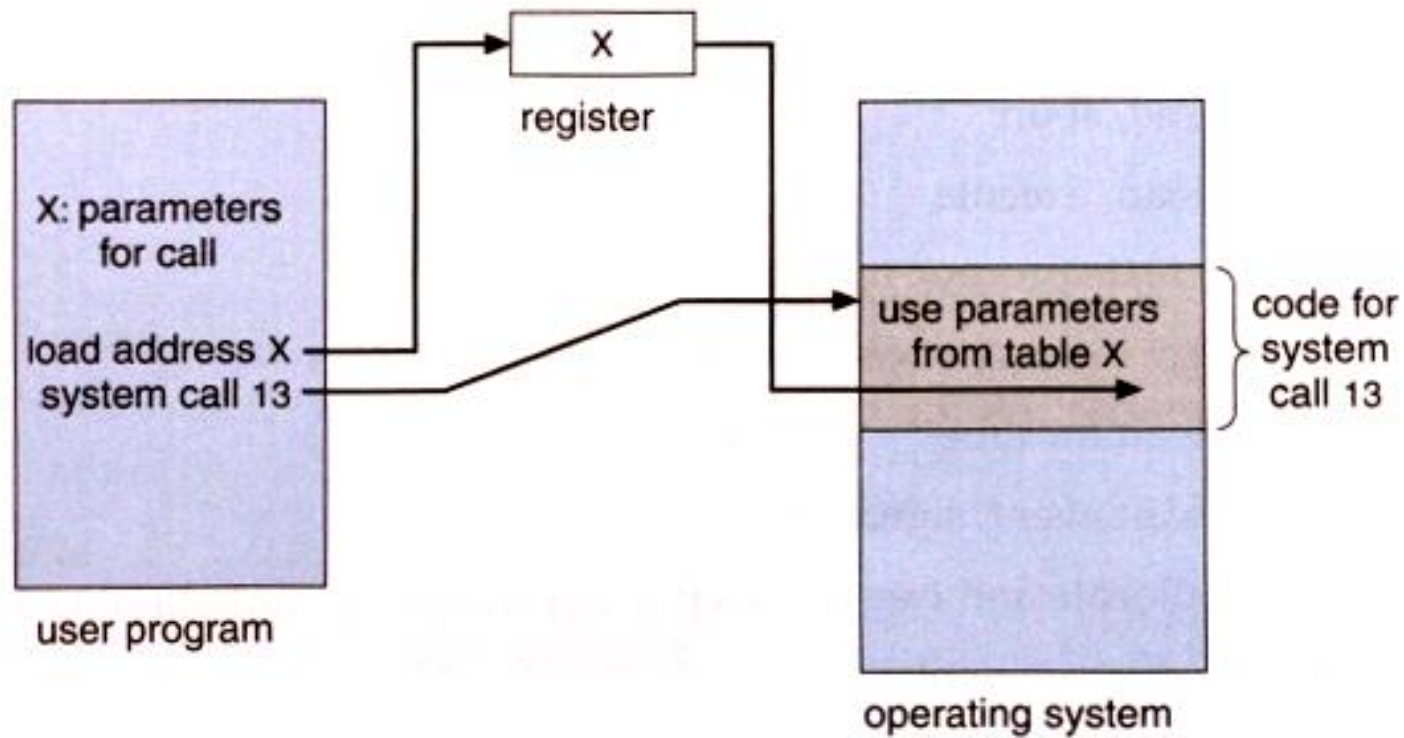 X
register
X: parameters
for call
load address X
system call 13
user program
use parameters
from table X
code for
system
call 13
operating system